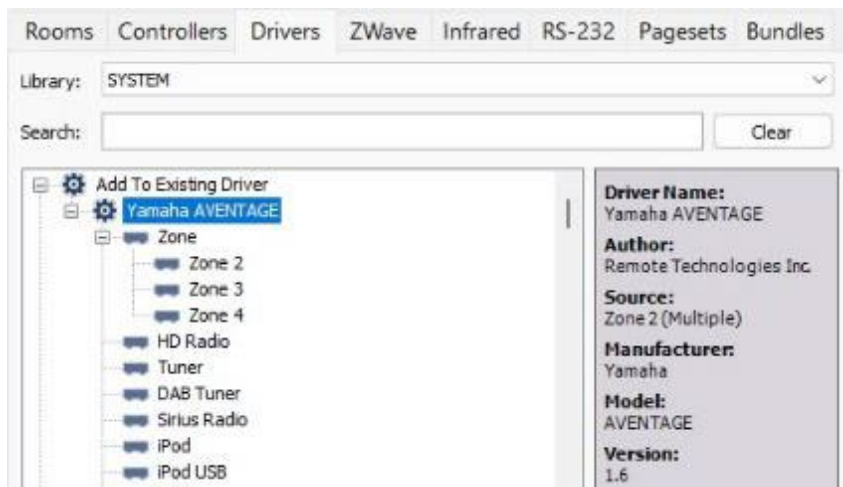 Rooms Controllers Drivers ZWave Infrared RS-232 Pagesets Bundles
Library: SYSTEM
Search: Clear
Add To Existing Driver
Yamaha AVENTAGE
Zone
Zone 2
Zone 3
Zone 4
HD Radio
Tuner
DAB Tuner
Sirius Radio
iPod
iPod USB
Driver Name:
Yamaha AVENTAGE
Author:
Remote Technologies Inc.
Source:
Zone 2 (Multiple)
Manufacturer:
Yamaha
Model:
AVENTAGE
Version:
1.6